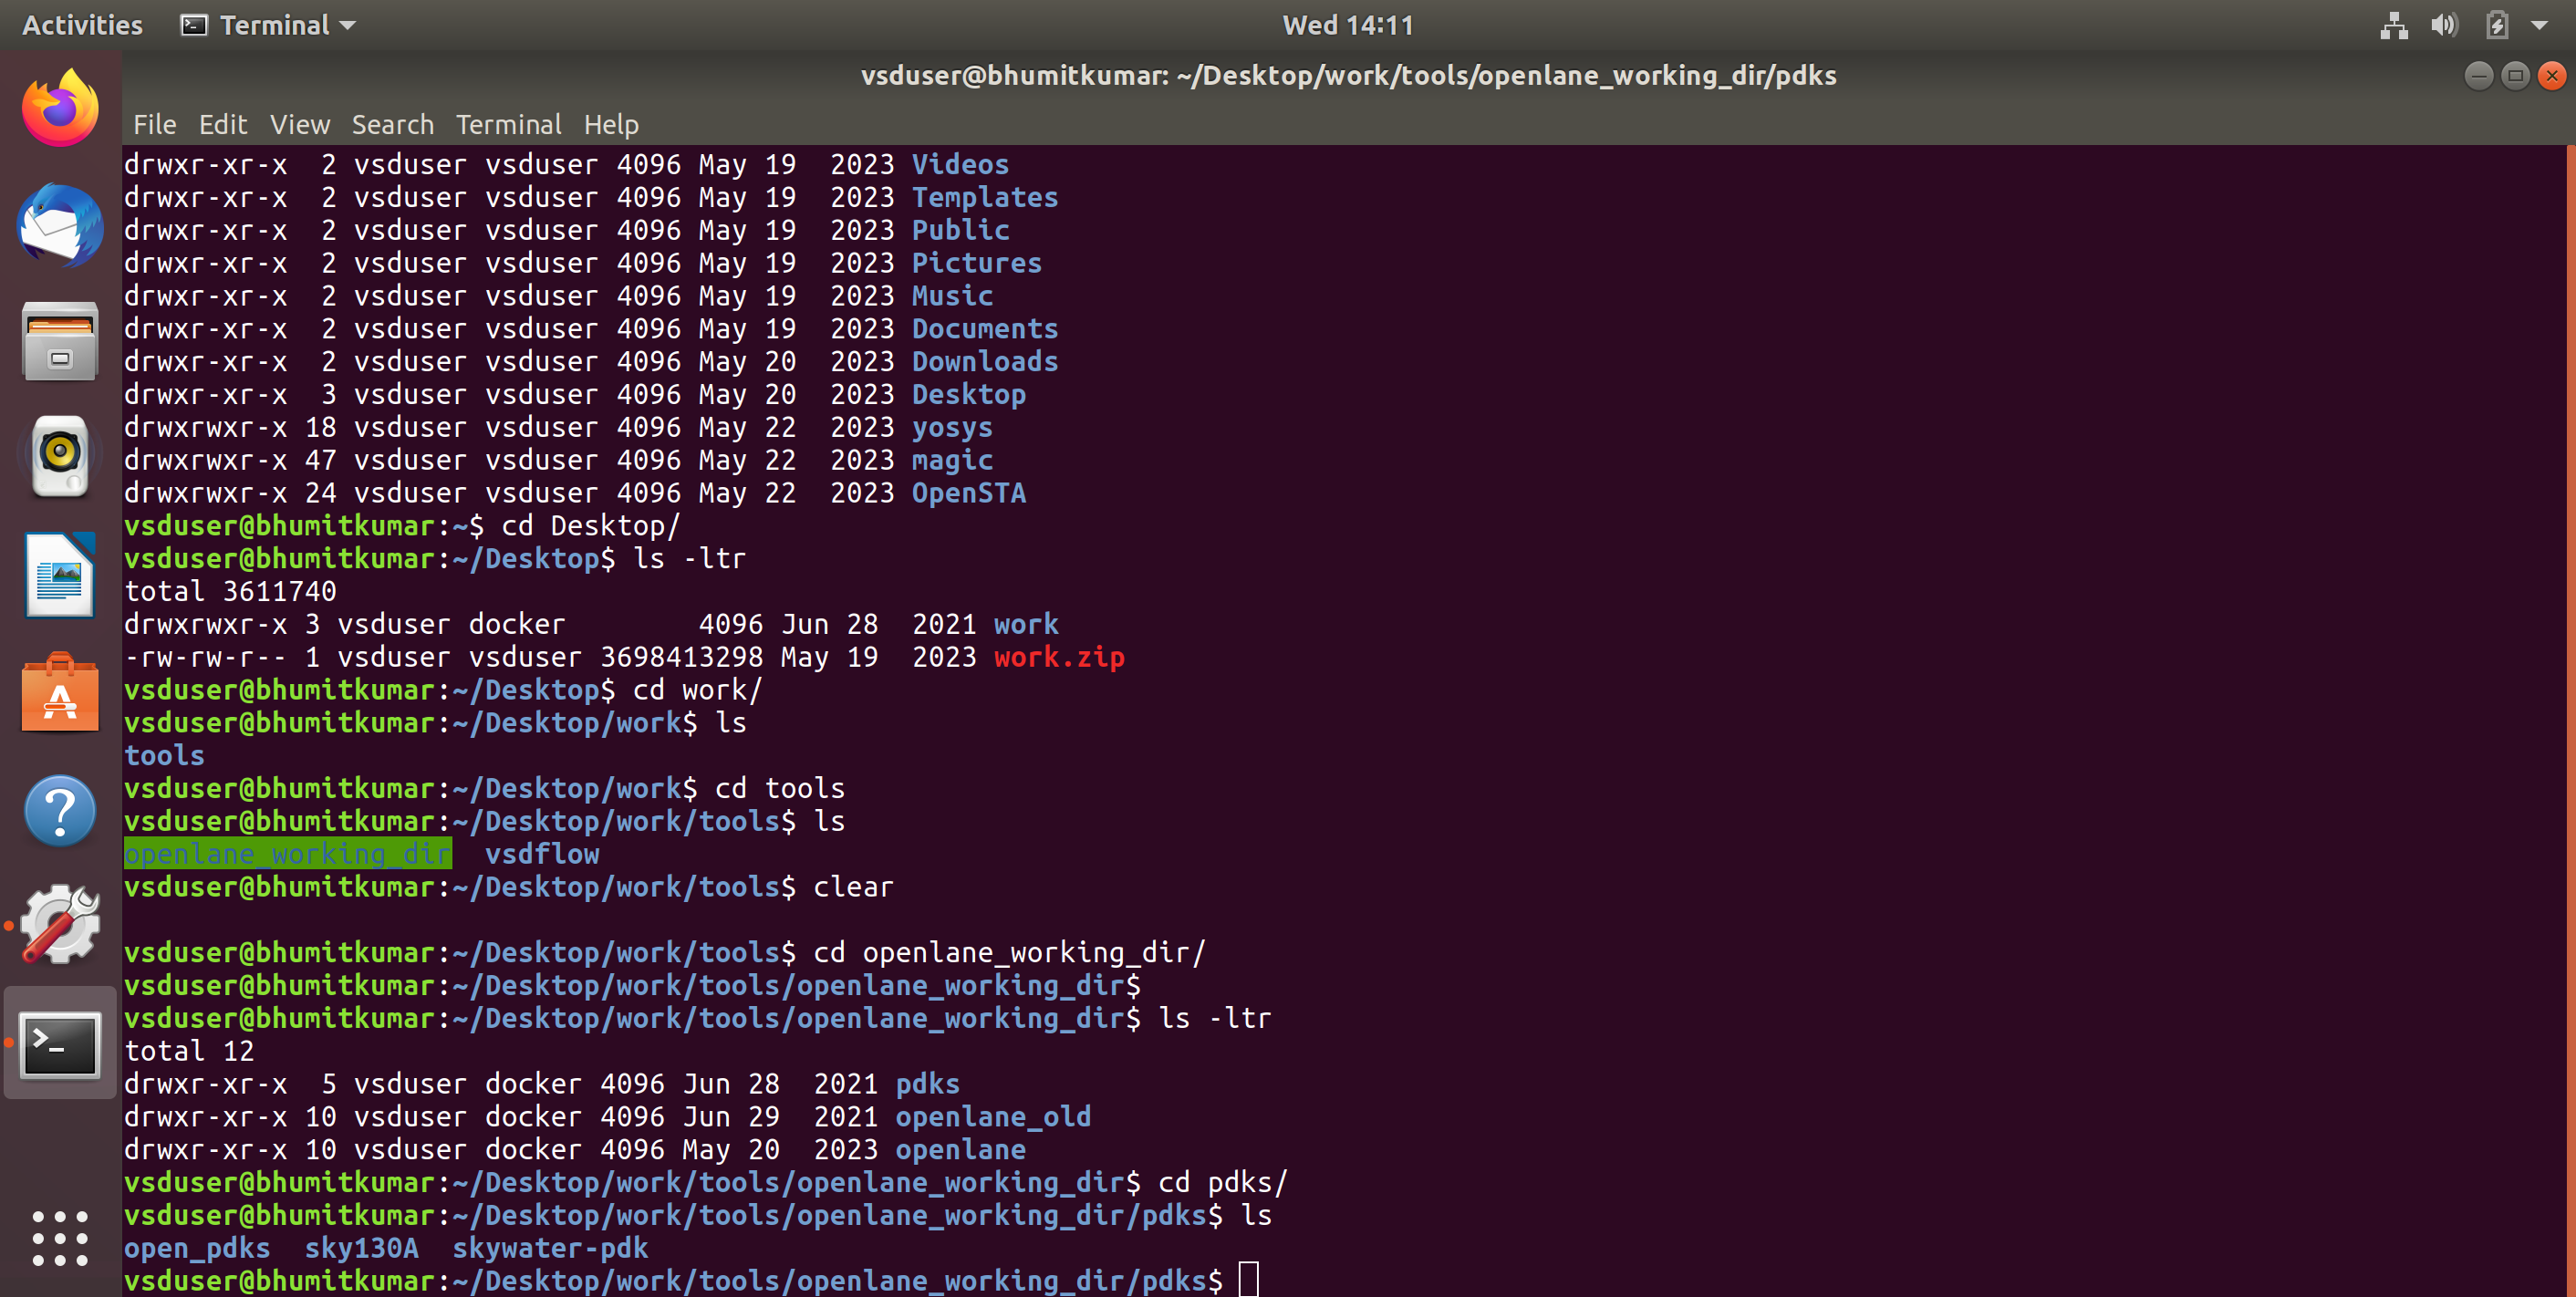 Activities Terminal Wed 14:11
vsduser@bhumitkumar: ~/Desktop/work/tools/openlane_working_dir/pdks
File Edit View Search Terminal Help
drwxr-xr-x  2 vsduser vsduser 4096 May 19  2023 Videos
drwxr-xr-x  2 vsduser vsduser 4096 May 19  2023 Templates
drwxr-xr-x  2 vsduser vsduser 4096 May 19  2023 Public
drwxr-xr-x  2 vsduser vsduser 4096 May 19  2023 Pictures
drwxr-xr-x  2 vsduser vsduser 4096 May 19  2023 Music
drwxr-xr-x  2 vsduser vsduser 4096 May 19  2023 Documents
drwxr-xr-x  2 vsduser vsduser 4096 May 20  2023 Downloads
drwxr-xr-x  3 vsduser vsduser 4096 May 20  2023 Desktop
drwxrwxr-x 18 vsduser vsduser 4096 May 22  2023 yosys
drwxrwxr-x 47 vsduser vsduser 4096 May 22  2023 magic
drwxrwxr-x 24 vsduser vsduser 4096 May 22  2023 OpenSTA
vsduser@bhumitkumar:~$ cd Desktop/
vsduser@bhumitkumar:~/Desktop$ ls -ltr
total 3611740
drwxrwxr-x 3 vsduser docker        4096 Jun 28  2021 work
-rw-rw-r-- 1 vsduser vsduser 3698413298 May 19  2023 work.zip
vsduser@bhumitkumar:~/Desktop$ cd work/
vsduser@bhumitkumar:~/Desktop/work$ ls
tools
vsduser@bhumitkumar:~/Desktop/work$ cd tools
vsduser@bhumitkumar:~/Desktop/work/tools$ ls
openlane_working_dir  vsdflow
vsduser@bhumitkumar:~/Desktop/work/tools$ clear
vsduser@bhumitkumar:~/Desktop/work/tools$ cd openlane_working_dir/
vsduser@bhumitkumar:~/Desktop/work/tools/openlane_working_dir$
vsduser@bhumitkumar:~/Desktop/work/tools/openlane_working_dir$ ls -ltr
total 12
drwxr-xr-x  5 vsduser docker 4096 Jun 28  2021 pdks
drwxr-xr-x 10 vsduser docker 4096 Jun 29  2021 openlane_old
drwxr-xr-x 10 vsduser docker 4096 May 20  2023 openlane
vsduser@bhumitkumar:~/Desktop/work/tools/openlane_working_dir$ cd pdks/
vsduser@bhumitkumar:~/Desktop/work/tools/openlane_working_dir/pdks$ ls
open_pdks  sky130A  skywater-pdk
vsduser@bhumitkumar:~/Desktop/work/tools/openlane_working_dir/pdks$